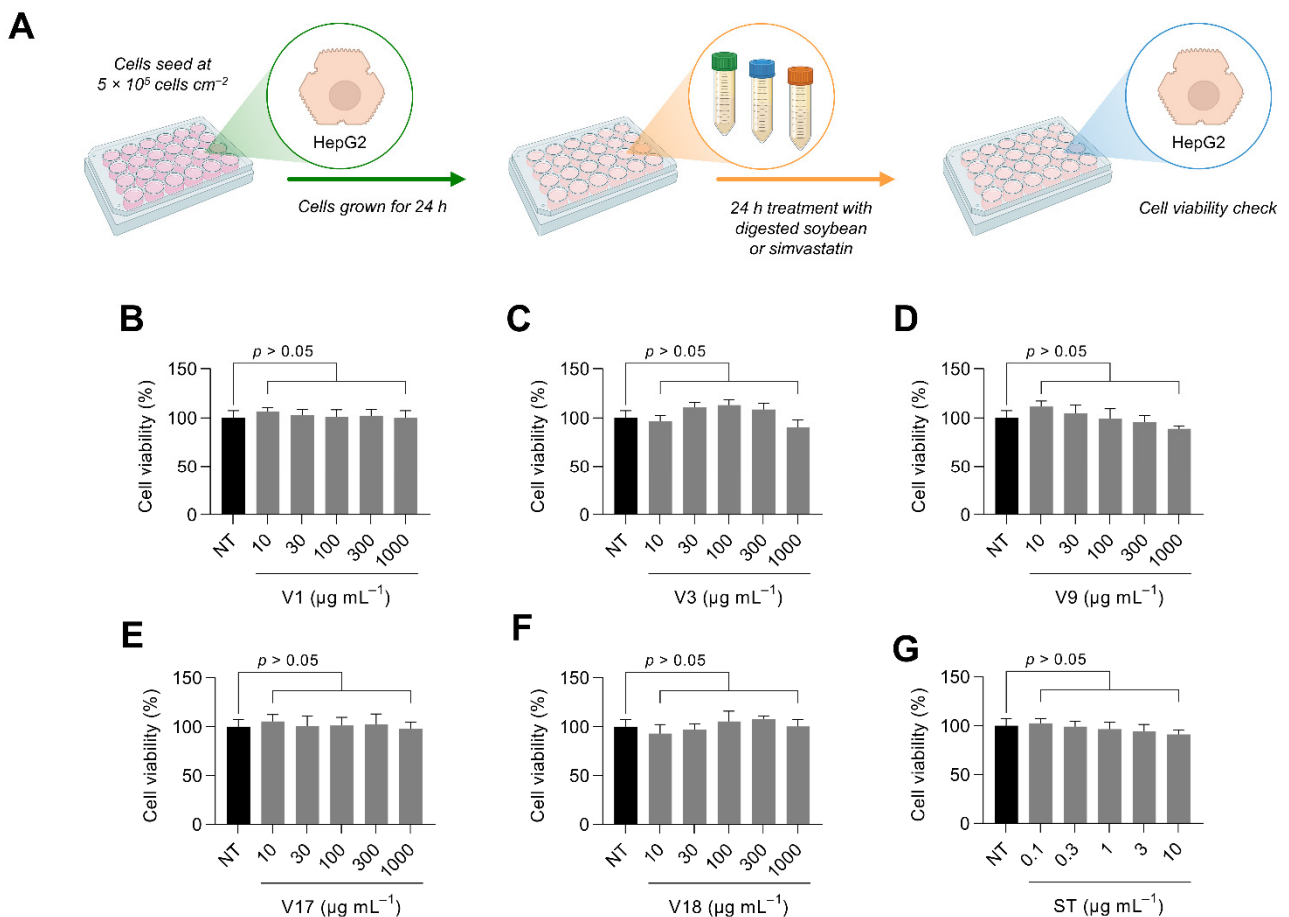 A
Cells seed at
5 × 10⁵ cells cm⁻²
HepG2
Cells grown for 24 h
24 h treatment with
digested soybean
or simvastatin
HepG2
Cell viability check
B
p > 0.05
Cell viability (%)
150
100
50
0
NT 10 30 100 300 1000
V1 (µg mL⁻¹)
C
p > 0.05
Cell viability (%)
150
100
50
0
NT 10 30 100 300 1000
V3 (µg mL⁻¹)
D
p > 0.05
Cell viability (%)
150
100
50
0
NT 10 30 100 300 1000
V9 (µg mL⁻¹)
E
p > 0.05
Cell viability (%)
150
100
50
0
NT 10 30 100 300 1000
V17 (µg mL⁻¹)
F
p > 0.05
Cell viability (%)
150
100
50
0
NT 10 30 100 300 1000
V18 (µg mL⁻¹)
G
p > 0.05
Cell viability (%)
150
100
50
0
NT 0.1 0.3 1 3 10
ST (µg mL⁻¹)